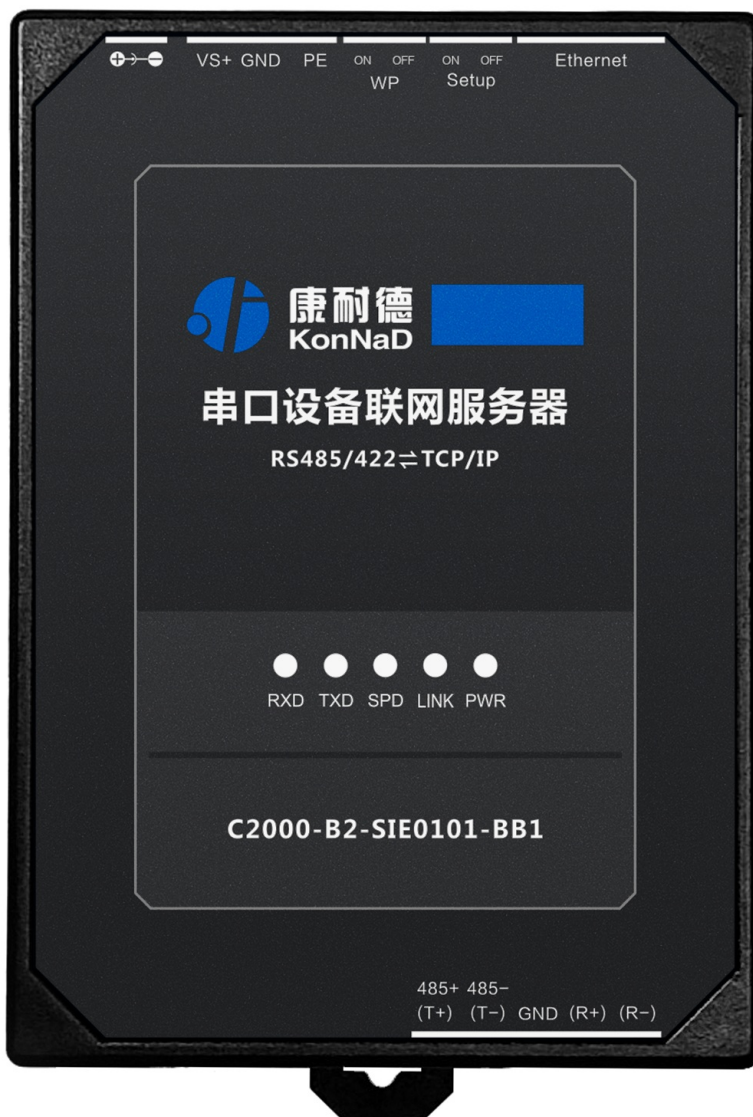 VS+ GND PE ON OFF ON OFF Ethernet
WP Setup
康耐德
KonNaD
串口设备联网服务器
RS485/422⇌TCP/IP
RXD TXD SPD LINK PWR
C2000-B2-SIE0101-BB1
485+ 485−
(T+) (T−) GND (R+) (R−)